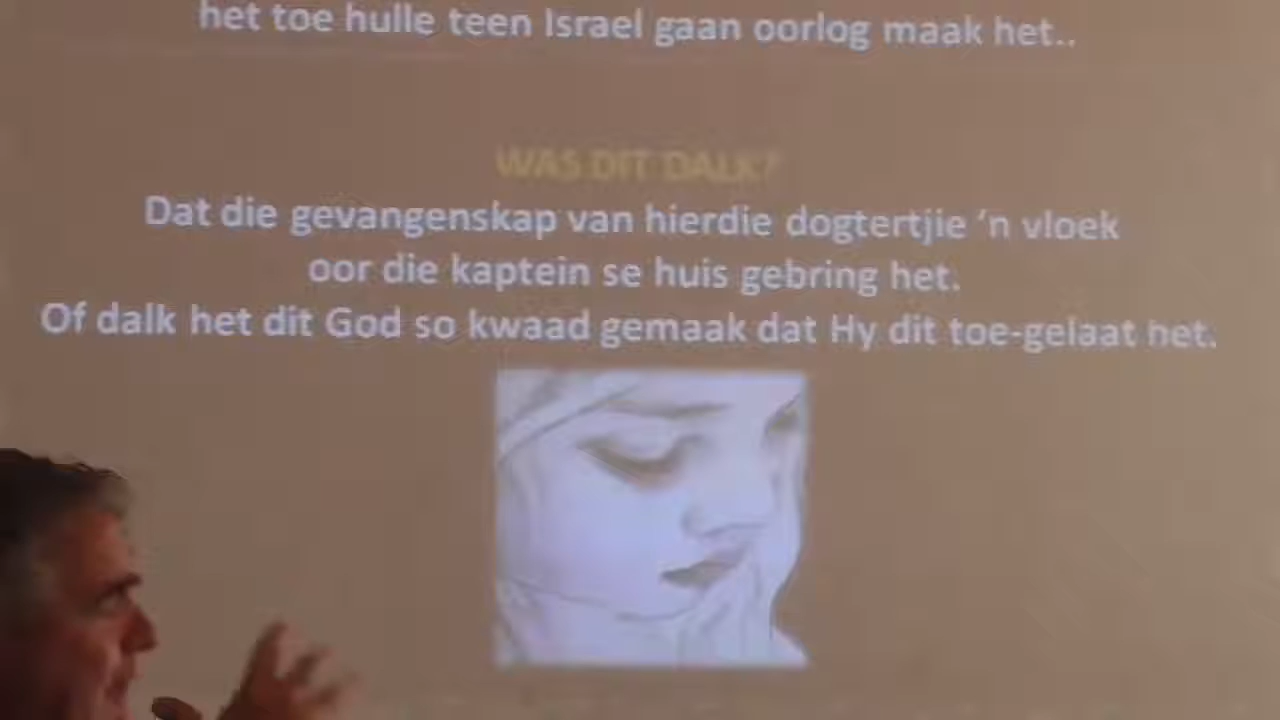 het toe hulle teen Israel gaan oorlog maak het..
WAS DIT DALK?
Dat die gevangenskap van hierdie dogtertjie 'n vloek
oor die kaptein se huis gebring het.
Of dalk het dit God so kwaad gemaak dat Hy dit toe-gelaat het.